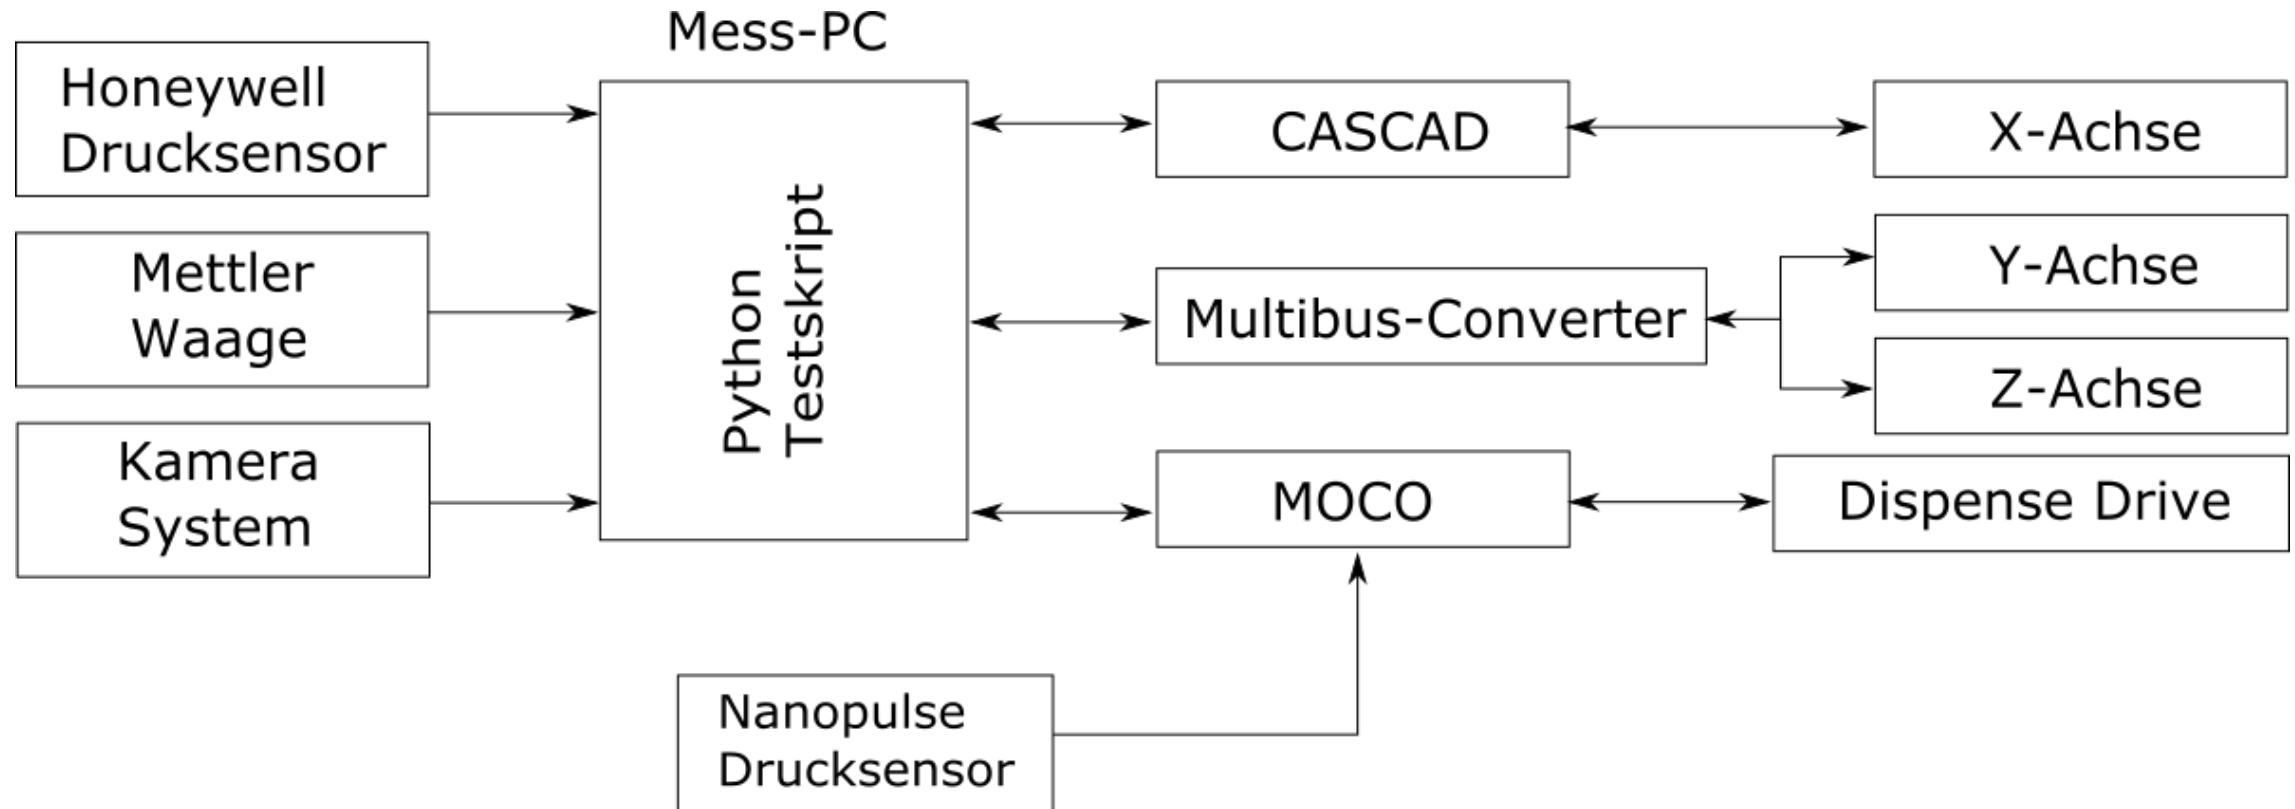 Mess-PC
Honeywell
Drucksensor
Mettler
Waage
Kamera
System
Python
Testskript
CASCAD
X-Achse
Multibus-Converter
Y-Achse
Z-Achse
MOCO
Dispense Drive
Nanopulse
Drucksensor